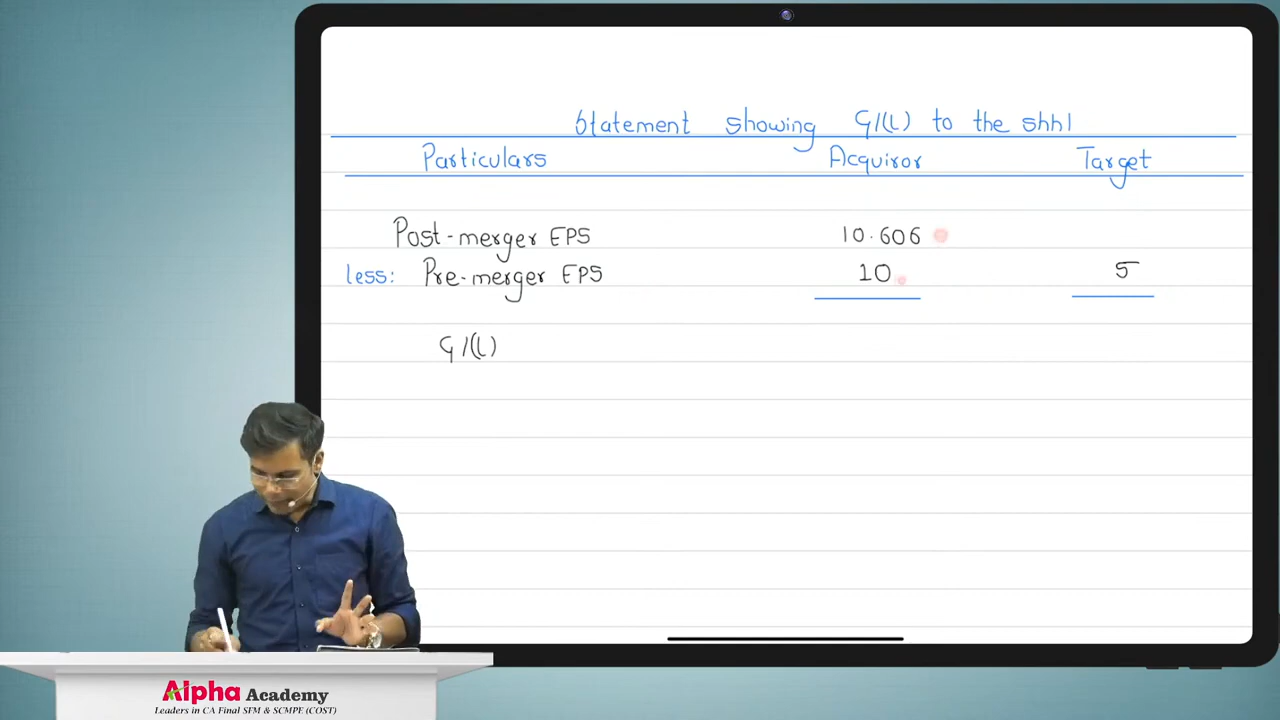 Statement showing G/(L) to the shhl
Particulars Acquiror Target
Post-merger EPS 10.606
less: Pre-merger EPS 10 5
G/(L)
Alpha Academy
Leaders in CA Final SFM & SCMPE (COST)